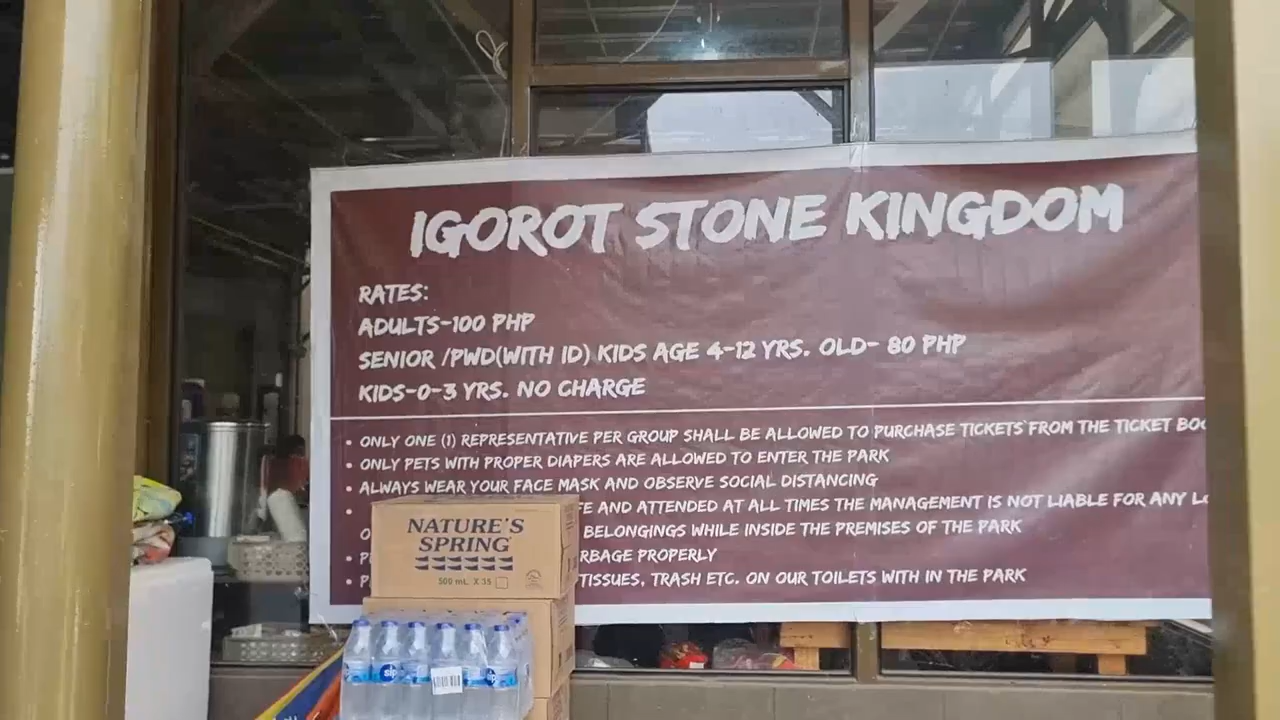 IGOROT STONE KINGDOM
RATES:
ADULTS-100 PHP
SENIOR /PWD(WITH ID) KIDS AGE 4-12 YRS. OLD- 80 PHP
KIDS-0-3 YRS. NO CHARGE
• ONLY ONE (1) REPRESENTATIVE PER GROUP SHALL BE ALLOWED TO PURCHASE TICKETS FROM THE TICKET
• ONLY PETS WITH PROPER DIAPERS ARE ALLOWED TO ENTER THE PARK
• ALWAYS WEAR YOUR FACE MASK AND OBSERVE SOCIAL DISTANCING
• AND ATTENDED AT ALL TIMES THE MANAGEMENT IS NOT LIABLE FOR ANY
BELONGINGS WHILE INSIDE THE PREMISES OF THE PARK
• PROPERLY
• TISSUES, TRASH ETC. ON OUR TOILETS WITH IN THE PARK
NATURE'S
SPRING
500 mL X 35